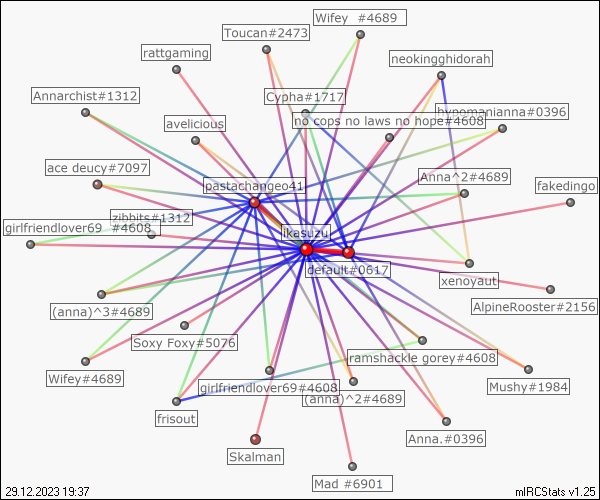 Wifey  #4689
Toucan#2473
rattgaming
neokingghidorah
Annarchist#1312
Cypha#1717
hypomanianna#0396
no cops no laws no hope#4608
avelicious
ace deucy#7097
Anna^2#4689
pastachangeo41
fakedingo
zibbits#1312
girlfriendlover69  #4608
ikasuzu
default#0617
xenoyaut
(anna)^3#4689
AlpineRooster#2156
Soxy Foxy#5076
ramshackle gorey#4608
Wifey#4689
girlfriendlover69#4608
Mushy#1984
(anna)^2#4689
frisout
Anna.#0396
Skalman
Mad #6901
29.12.2023 19:37
mIRCStats v1.25